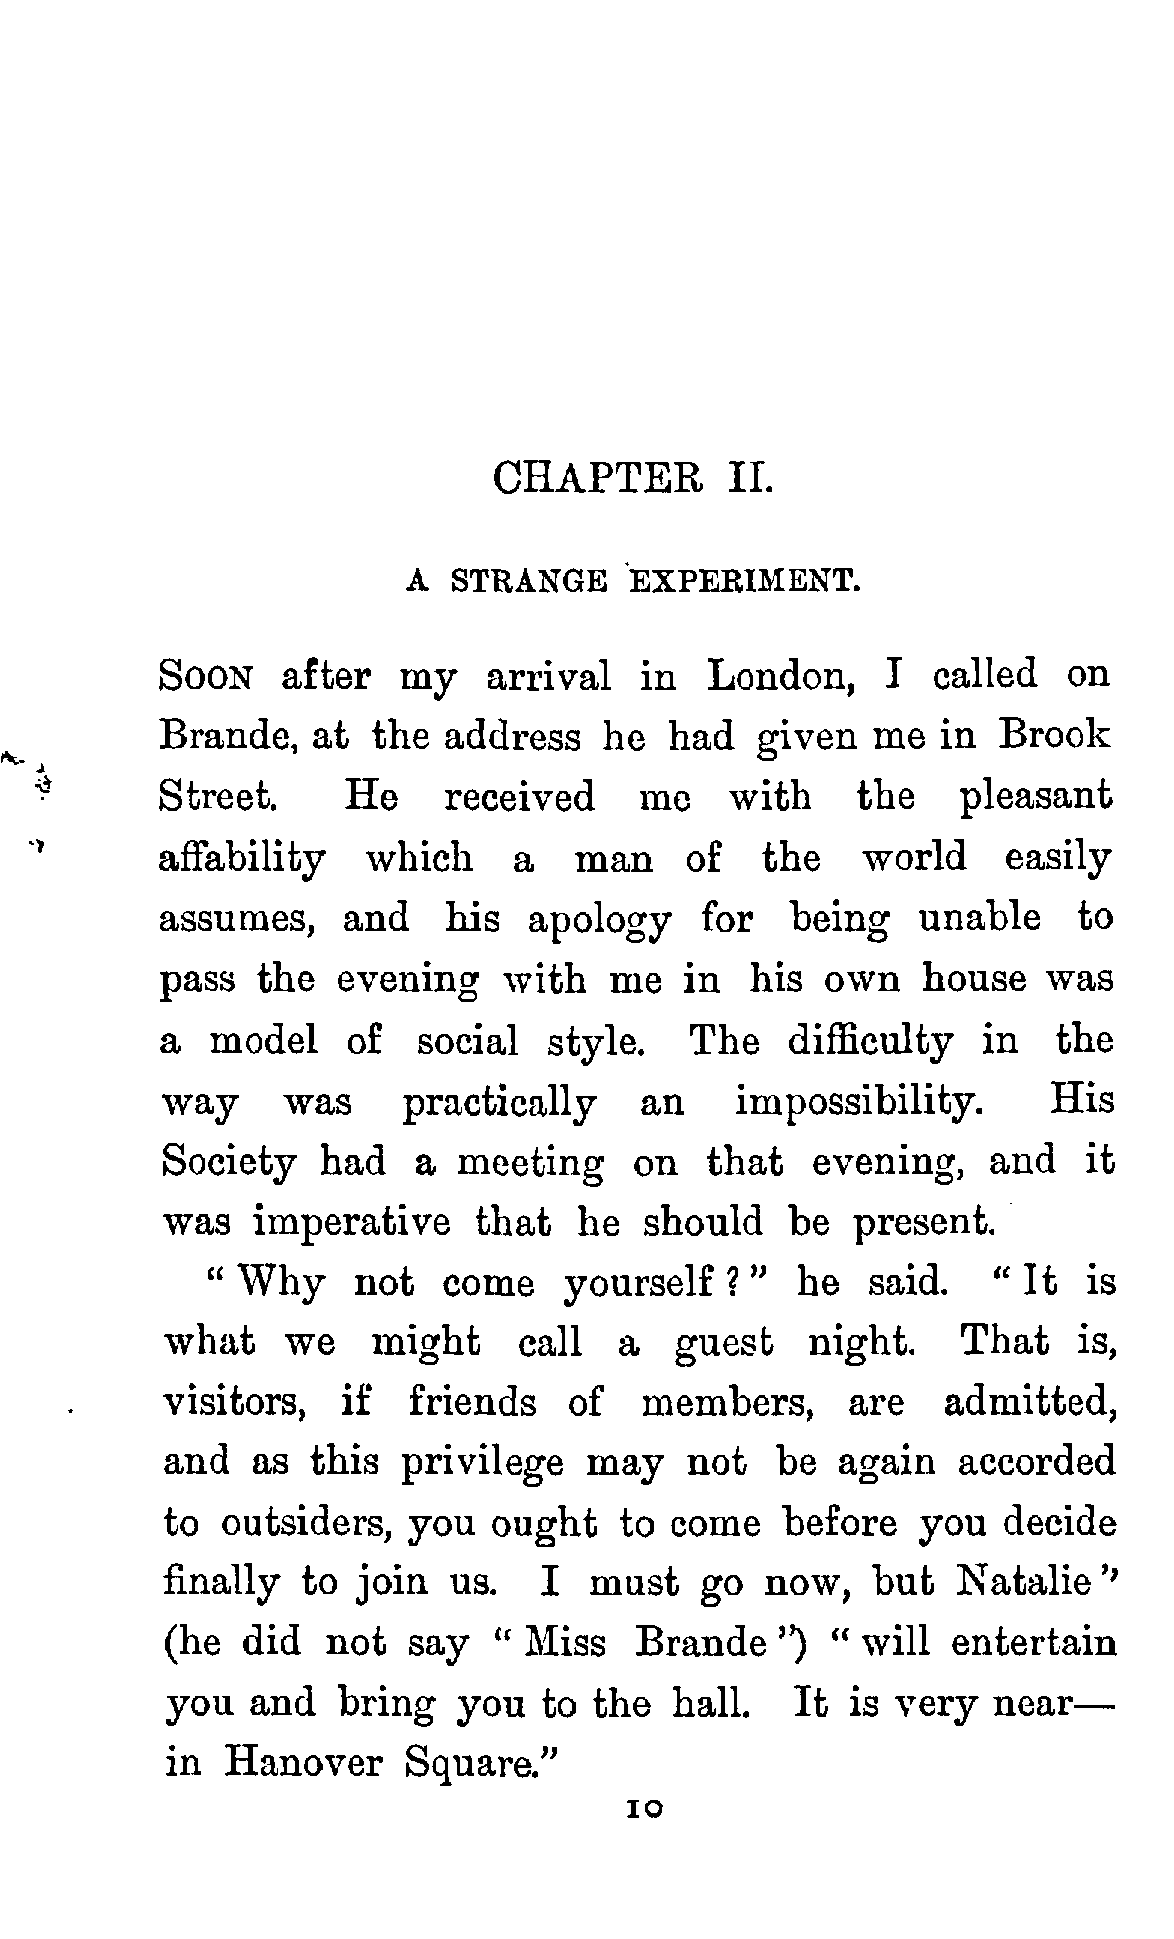 CHAPTER II.
A STRANGE EXPERIMENT.
SOON after my arrival in London, I called on
Brande, at the address he had given me in Brook
Street. He received me with the pleasant
affability which a man of the world easily
assumes, and his apology for being unable to
pass the evening with me in his own house was
a model of social style. The difficulty in the
way was practically an impossibility. His
Society had a meeting on that evening, and it
was imperative that he should be present.
“Why not come yourself?” he said. “It is
what we might call a guest night. That is,
visitors, if friends of members, are admitted,
and as this privilege may not be again accorded
to outsiders, you ought to come before you decide
finally to join us. I must go now, but Natalie”
(he did not say “Miss Brande”) “will entertain
you and bring you to the hall. It is very near—
in Hanover Square.”
10